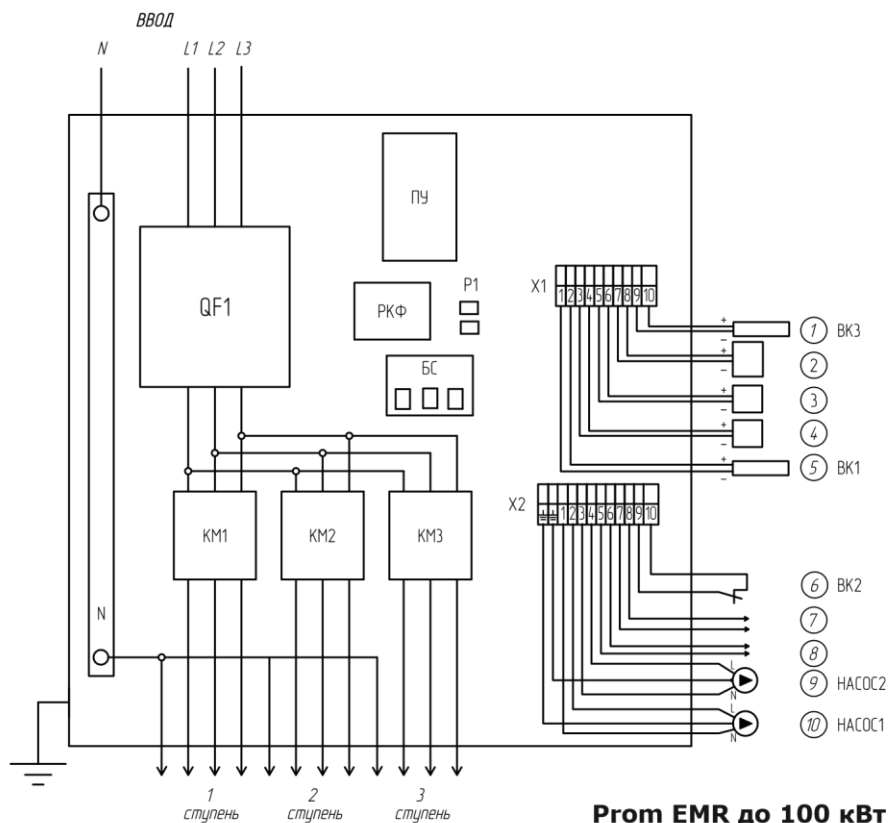 ВВОД
N L1 L2 L3
ПУ
QF1
РКФ
P1
БС
X1
1 2 3 4 5 6 7 8 9 10
+
-
1 ВК3
+
-
2
+
-
3
+
-
4
+
-
5 ВК1
КМ1
КМ2
КМ3
X2
1 2 3 4 5 6 7 8 9 10
6 ВК2
7
8
N
L
N
9 НАСОС2
L
N
10 НАСОС1
1 ступень
2 ступень
3 ступень
Prom EMR до 100 кВт